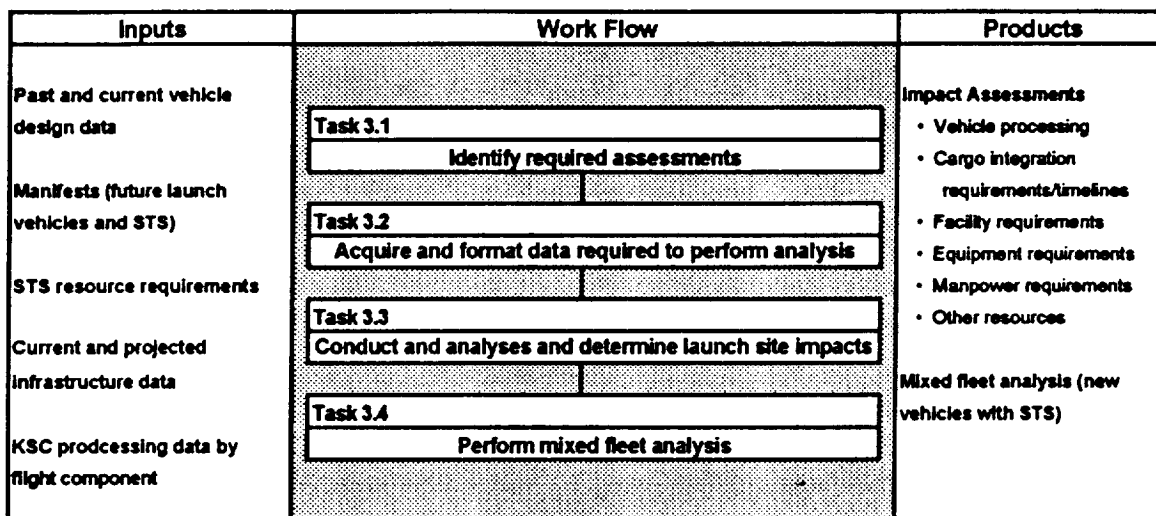 Inputs
Work Flow
Products
Past and current vehicle
design data
Manifests (future launch
vehicles and STS)
STS resource requirements
Current and projected
infrastructure data
KSC prodcessing data by
flight component
Task 3.1
Identify required assessments
Task 3.2
Acquire and format data required to perform analysis
Task 3.3
Conduct and analyses and determine launch site impacts
Task 3.4
Perform mixed fleet analysis
Impact Assessments
• Vehicle processing
• Cargo integration
requirements/timelines
• Facility requirements
• Equipment requirements
• Manpower requirements
• Other resources
Mixed fleet analysis (new
vehicles with STS)